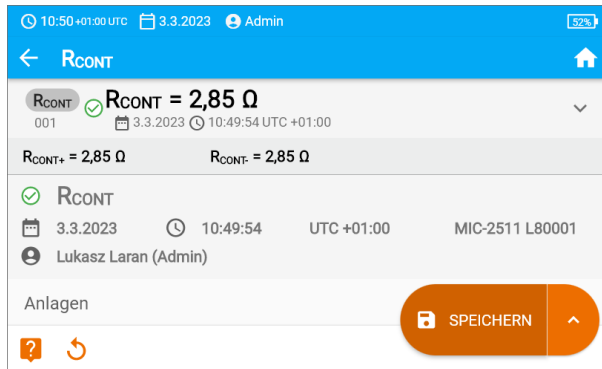 10:50 +01:00 UTC 3.3.2023 Admin 52%
RCONT
RCONT RCONT = 2,85 Ω
001 3.3.2023 10:49:54 UTC +01:00
RCONT+ = 2,85 Ω RCONT- = 2,85 Ω
RCONT
3.3.2023 10:49:54 UTC +01:00 MIC-2511 L80001
Lukasz Laran (Admin)
Anlagen
SPEICHERN
?